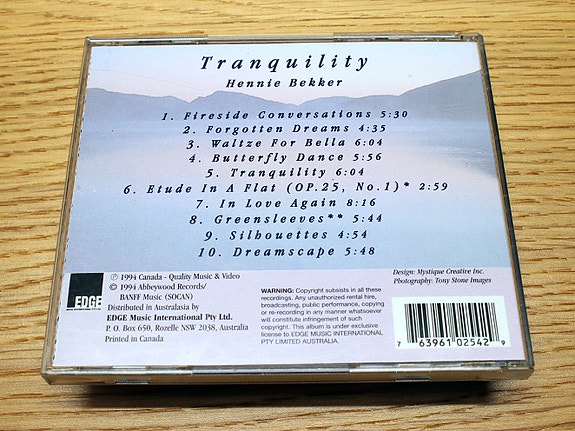 Tranquility
Hennie Bekker
1. Fireside Conversations 5:30
2. Forgotten Dreams 4:35
3. Waltze For Bella 6:04
4. Butterfly Dance 5:56
5. Tranquility 6:04
6. Etude In A Flat (OP.25, No.1)* 2:59
7. In Love Again 8:16
8. Greensleeves** 5:44
9. Silhouettes 4:54
10. Dreamscape 5:48
EDGE
℗ 1994 Canada - Quality Music & Video
© 1994 Abbeywood Records/
BANFF Music (SOCAN)
Distributed in Australasia by
EDGE Music International Pty Ltd.
P. O. Box 650, Rozelle NSW 2038, Australia
Printed in Canada
WARNING: Copyright subsists in all these
recordings. Any unauthorized rental hire,
broadcasting, public performance, copying
or re-recording in any manner whatsoever
will constitute infringement of such
copyright. This album is under exclusive
license to EDGE MUSIC INTERNATIONAL
PTY LIMITED AUSTRALIA.
Design: Mystique Creative Inc.
Photography: Tony Stone Images
7 63961 02542 9